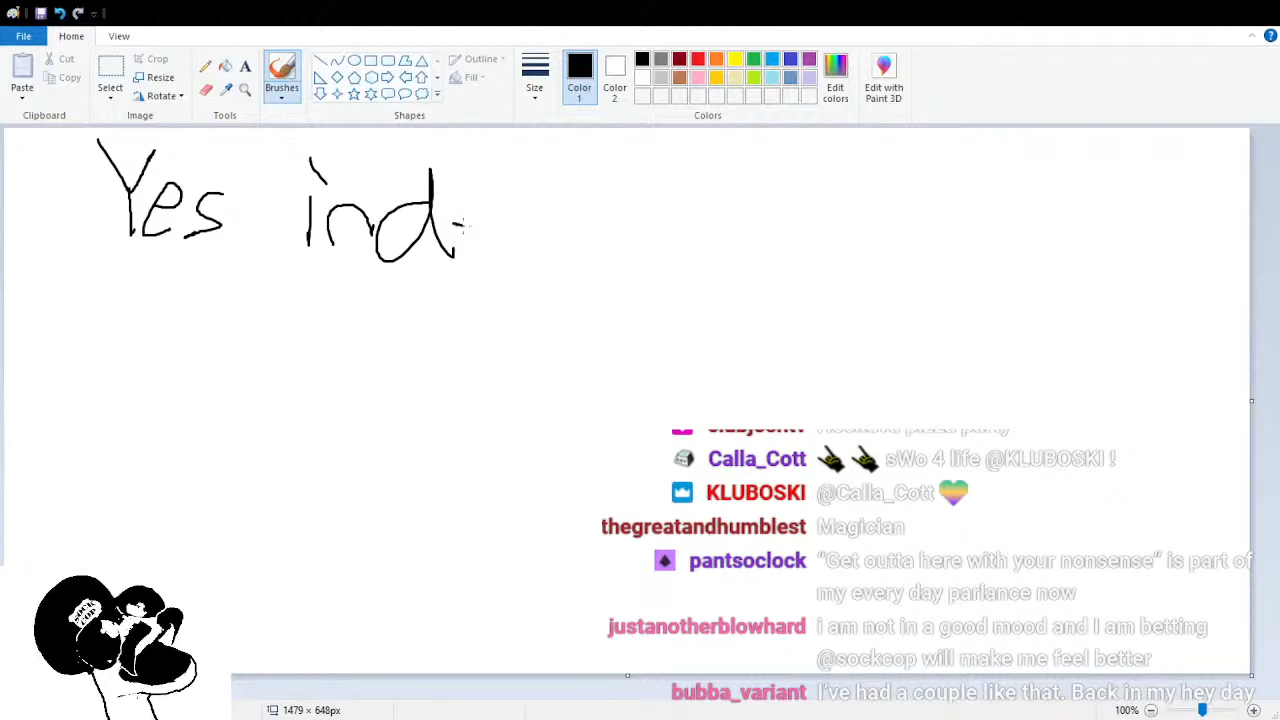 File Home View
Paste Cut Copy Select Crop Resize Rotate Brushes Outline Fill Size Color 1 Color 2 Edit colors Edit with Paint 3D
Clipboard Image Tools Shapes Colors
Yes ind
Calla_Cott sWo 4 life @KLUBOSKI !
KLUBOSKI @Calla_Cott
thegreatandhumblest Magician
pantsoclock “Get outta here with your nonsense” is part of
my every day parlance now
justanotherblowhard i am not in a good mood and I am betting
@sockcop will make me feel better
bubba_variant I've had a couple like that. Back in my hey day
1479 × 648px 100%